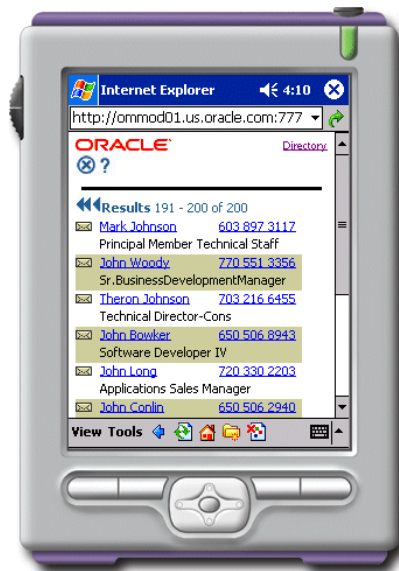 Internet Explorer 4:10
http://ommod01.us.oracle.com:777
ORACLE Directory
?
Results 191 - 200 of 200
Mark Johnson 603 897 3117
Principal Member Technical Staff
John Woody 770 551 3356
Sr.BusinessDevelopmentManager
Theron Johnson 703 216 6455
Technical Director-Cons
John Bowker 650 506 8943
Software Developer IV
John Long 720 330 2203
Applications Sales Manager
John Conlin 650 506 2940
View Tools